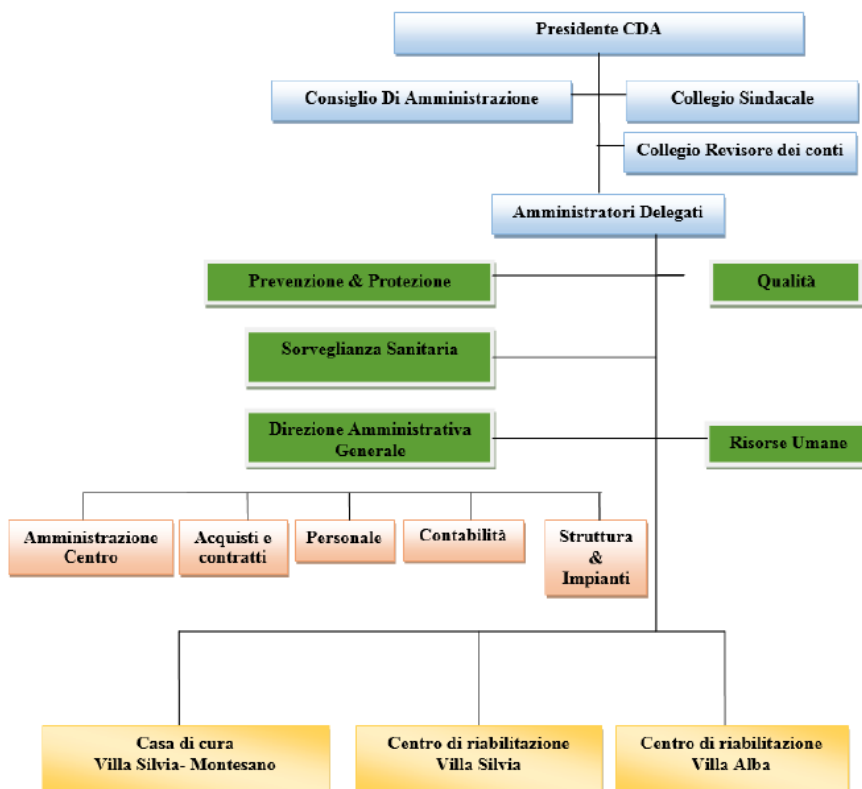 Presidente CDA
Consiglio Di Amministrazione
Collegio Sindacale
Collegio Revisore dei conti
Amministratori Delegati
Prevenzione & Protezione
Qualità
Sorveglianza Sanitaria
Direzione Amministrativa
Generale
Risorse Umane
Amministrazione
Centro
Acquisti e
contratti
Personale
Contabilità
Struttura
&
Impianti
Casa di cura
Villa Silvia- Montesano
Centro di riabilitazione
Villa Silvia
Centro di riabilitazione
Villa Alba